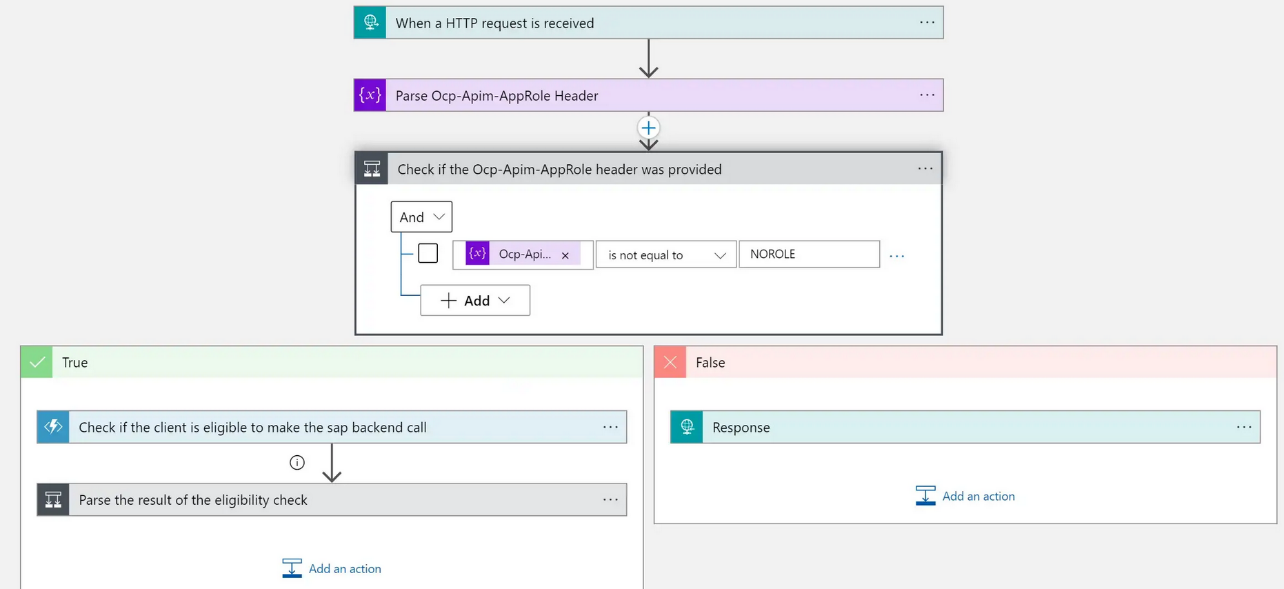 When a HTTP request is received
{x} Parse Ocp-Apim-AppRole Header
Check if the Ocp-Apim-AppRole header was provided
And
{x} Ocp-Api... × is not equal to NOROLE
+ Add
True
False
Check if the client is eligible to make the sap backend call
Response
Parse the result of the eligibility check
Add an action
Add an action